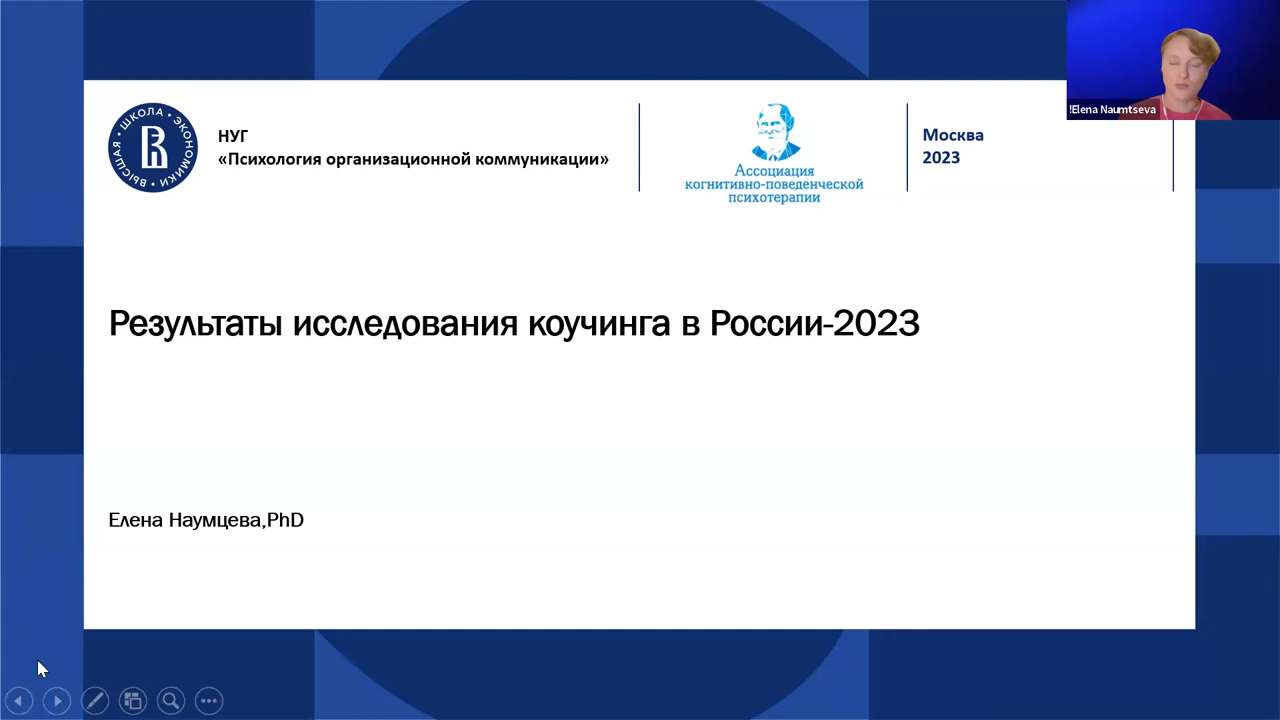 ВЫСШАЯ • ШКОЛА • ЭКОНОМИКИ •
НУГ
«Психология организационной коммуникации»
Ассоциация
когнитивно-поведенческой
психотерапии
Москва
2023
!Elena Naumtseva
Результаты исследования коучинга в России-2023
Елена Наумцева,PhD